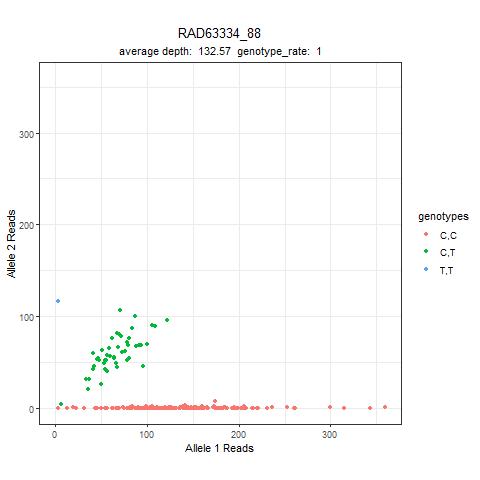 RAD63334_88
average depth: 132.57 genotype_rate: 1
Allele 2 Reads
300
200
100
0
0 100 200 300
Allele 1 Reads
genotypes
C,C
C,T
T,T